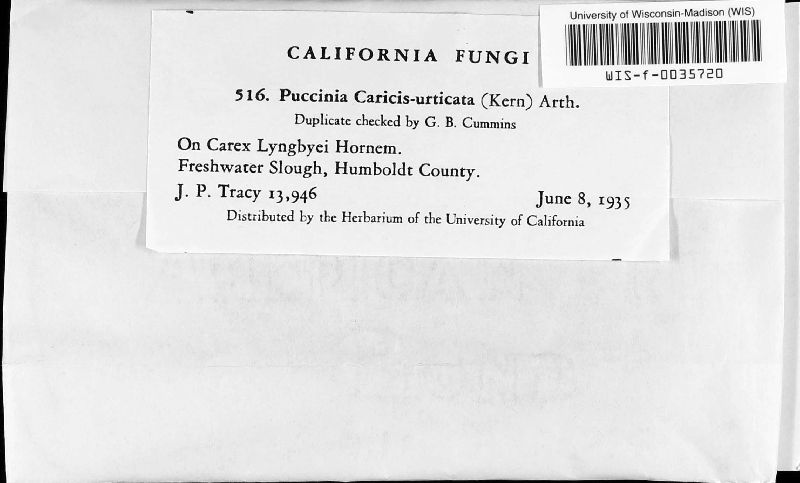 University of Wisconsin-Madison (WIS)
WIS-f-0035720
CALIFORNIA FUNGI
516. Puccinia Caricis-urticata (Kern) Arth.
Duplicate checked by G. B. Cummins
On Carex Lyngbyei Hornem.
Freshwater Slough, Humboldt County.
J. P. Tracy 13,946 June 8, 1935
Distributed by the Herbarium of the University of California